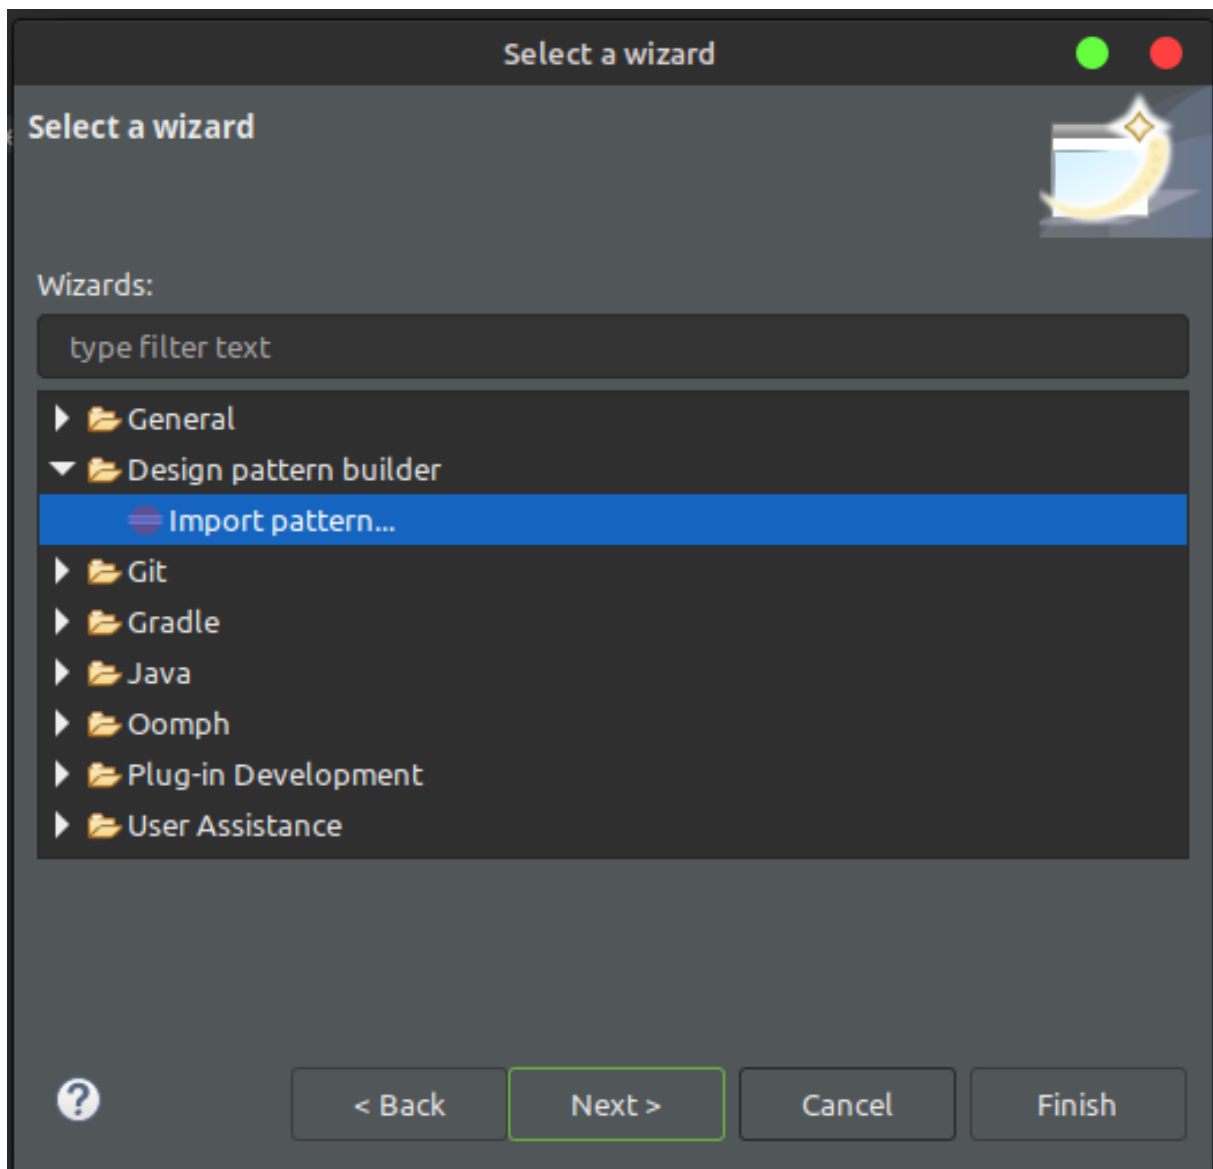 Select a wizard
Select a wizard
Wizards:
type filter text
General
Design pattern builder
Import pattern...
Git
Gradle
Java
Oomph
Plug-in Development
User Assistance
?
< Back
Next >
Cancel
Finish